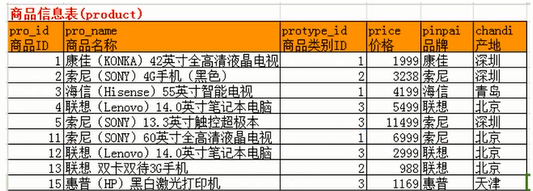 商品信息表(product)
pro_id pro_name protype_id price pinpai chandi
商品ID 商品名称 商品类别ID 价格 品牌 产地
1 康佳（KONKA）42英寸全高清液晶电视 1 1999 康佳 深圳
2 索尼（SONY）4G手机（黑色） 2 3238 索尼 深圳
3 海信（Hisense）55英寸智能电视 1 4199 海信 青岛
4 联想（Lenovo）14.0英寸笔记本电脑 3 5499 联想 北京
5 索尼（SONY）13.3英寸触控超极本 3 11499 索尼 深圳
11 索尼（SONY）60英寸全高清液晶电视 1 6999 索尼 北京
12 联想（Lenovo）14.0英寸笔记本电脑 3 2999 联想 北京
13 联想 双卡双待3G手机 2 988 联想 北京
15 惠普（HP）黑白激光打印机 3 1169 惠普 天津